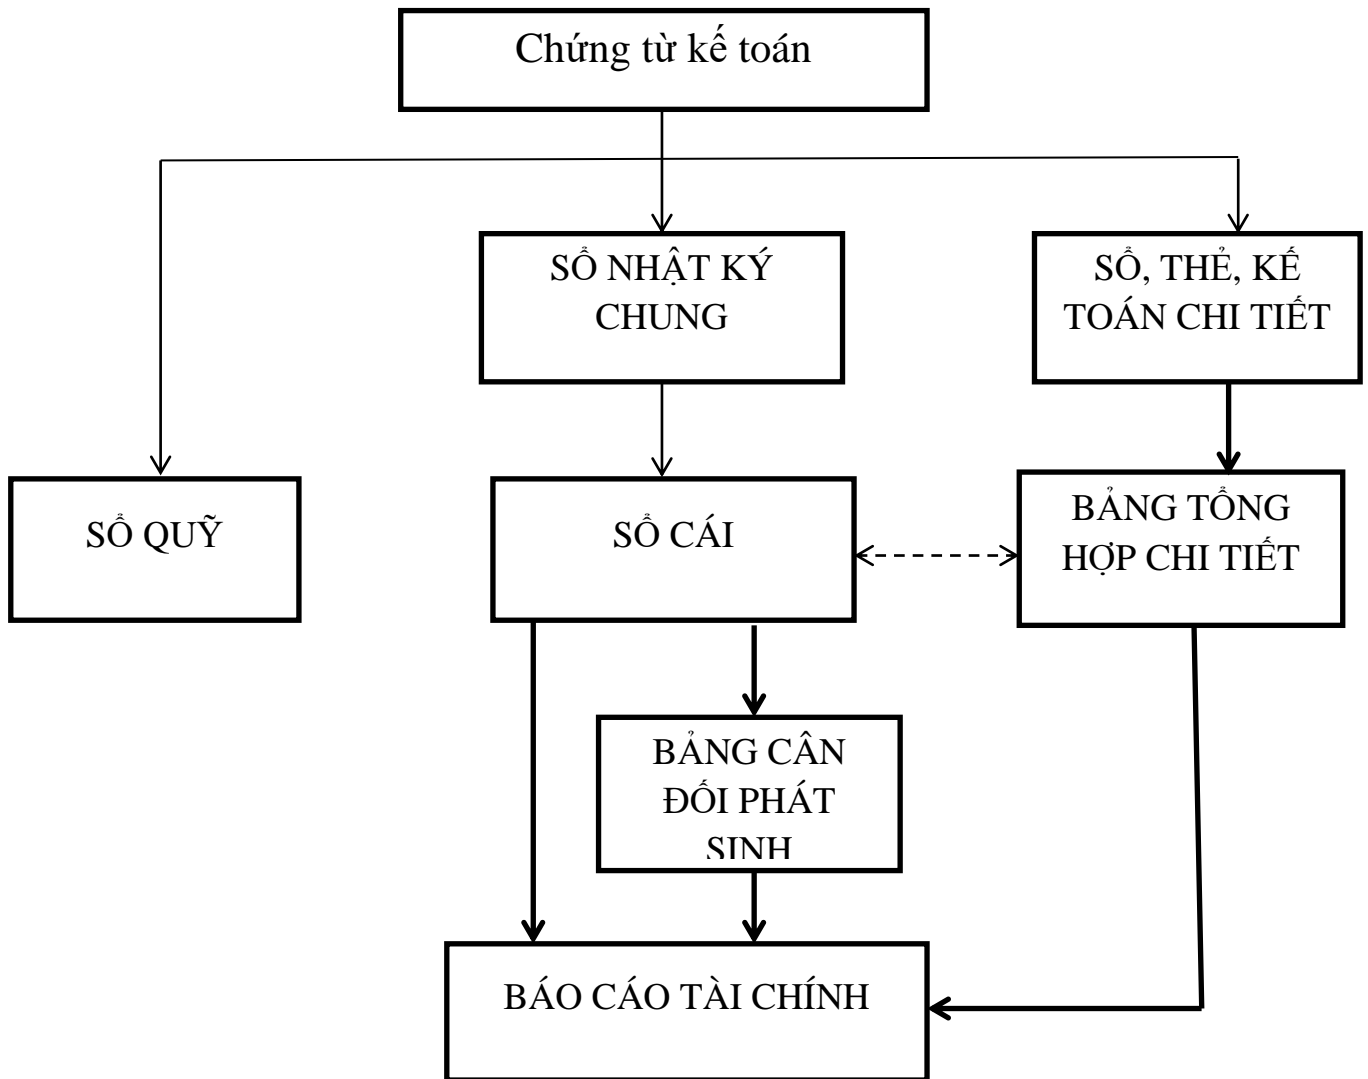 Chứng từ kế toán
SỔ NHẬT KÝ
CHUNG
SỔ, THẺ, KẾ
TOÁN CHI TIẾT
SỔ QUỸ
SỔ CÁI
BẢNG TỔNG
HỢP CHI TIẾT
BẢNG CÂN
ĐỐI PHÁT
SINH
BÁO CÁO TÀI CHÍNH